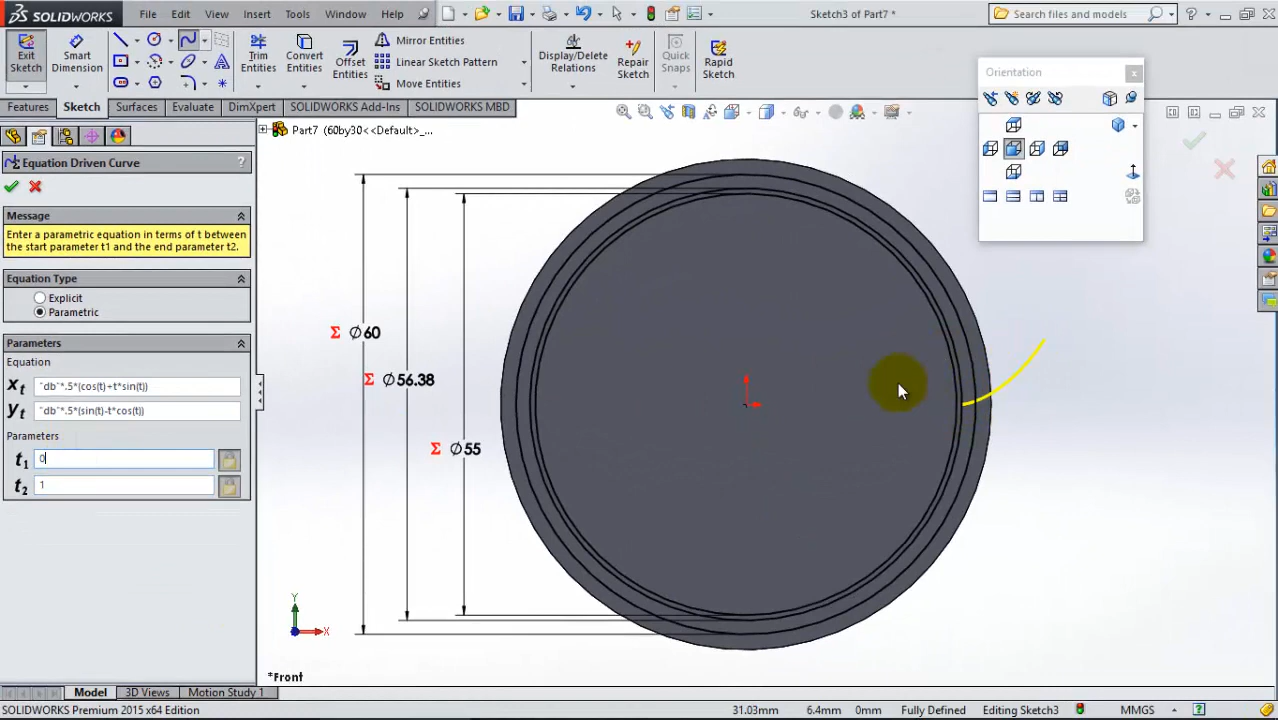 SOLIDWORKS
File Edit View Insert Tools Window Help
Sketch3 of Part7 *
Search files and models
Exit Sketch
Smart Dimension
Trim Entities
Convert Entities
Offset Entities
Mirror Entities
Linear Sketch Pattern
Move Entities
Display/Delete Relations
Repair Sketch
Quick Snaps
Rapid Sketch
Features Sketch Surfaces Evaluate DimXpert SOLIDWORKS Add-Ins SOLIDWORKS MBD
Orientation
Part7 (60by30<<Default>_...
Equation Driven Curve
?
Message
Enter a parametric equation in terms of t between
the start parameter t1 and the end parameter t2.
Equation Type
Explicit
Parametric
Parameters
Equation
xt "db"*.5*(cos(t)+t*sin(t))
yt "db"*.5*(sin(t)-t*cos(t))
Parameters
t1 0
t2 1
Σ Ø60
Σ Ø56.38
Σ Ø55
Y
X
*Front
Model 3D Views Motion Study 1
SOLIDWORKS Premium 2015 x64 Edition
31.03mm 6.4mm 0mm Fully Defined Editing Sketch3 MMGS